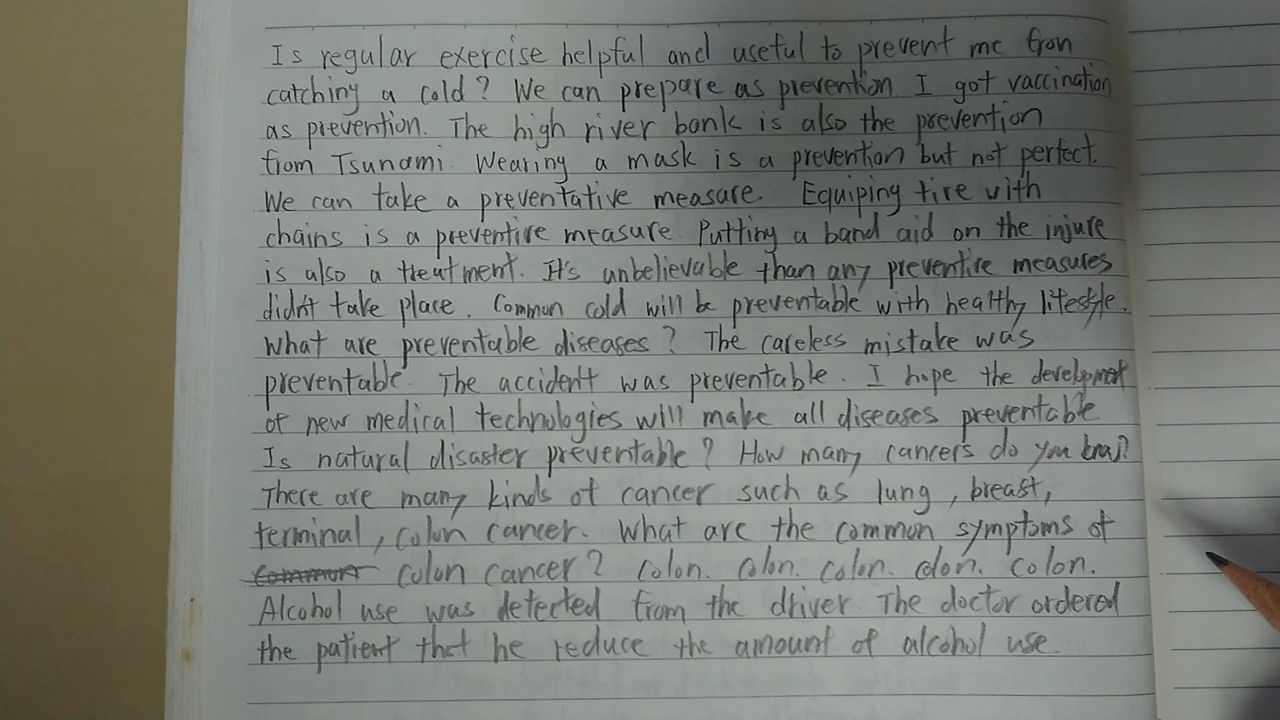 Is regular exercise helpful and useful to prevent me fron
catching a cold? We can prepare as prevention. I got vaccination
as prevention. The high river bank is also the prevention
from Tsunami. Wearing a mask is a prevention but not perfect.
We can take a preventative measure. Equiping tire with
chains is a preventive measure. Putting a band aid on the injure
is also a treatment. It's unbelievable than any preventive measures
didn't take place. Common cold will be preventable with healthy lifestyle.
What are preventable diseases? The careless mistake was
preventable. The accident was preventable. I hope the development
of new medical technologies will make all diseases preventable
Is natural disaster preventable? How many cancers do you know?
There are many kinds of cancer such as lung, breast,
terminal, colon cancer. What are the common symptoms of
colon cancer? Colon. Colon. Colon. Colon. Colon.
Alcohol use was detected from the driver. The doctor ordered
the patient that he reduce the amount of alcohol use.